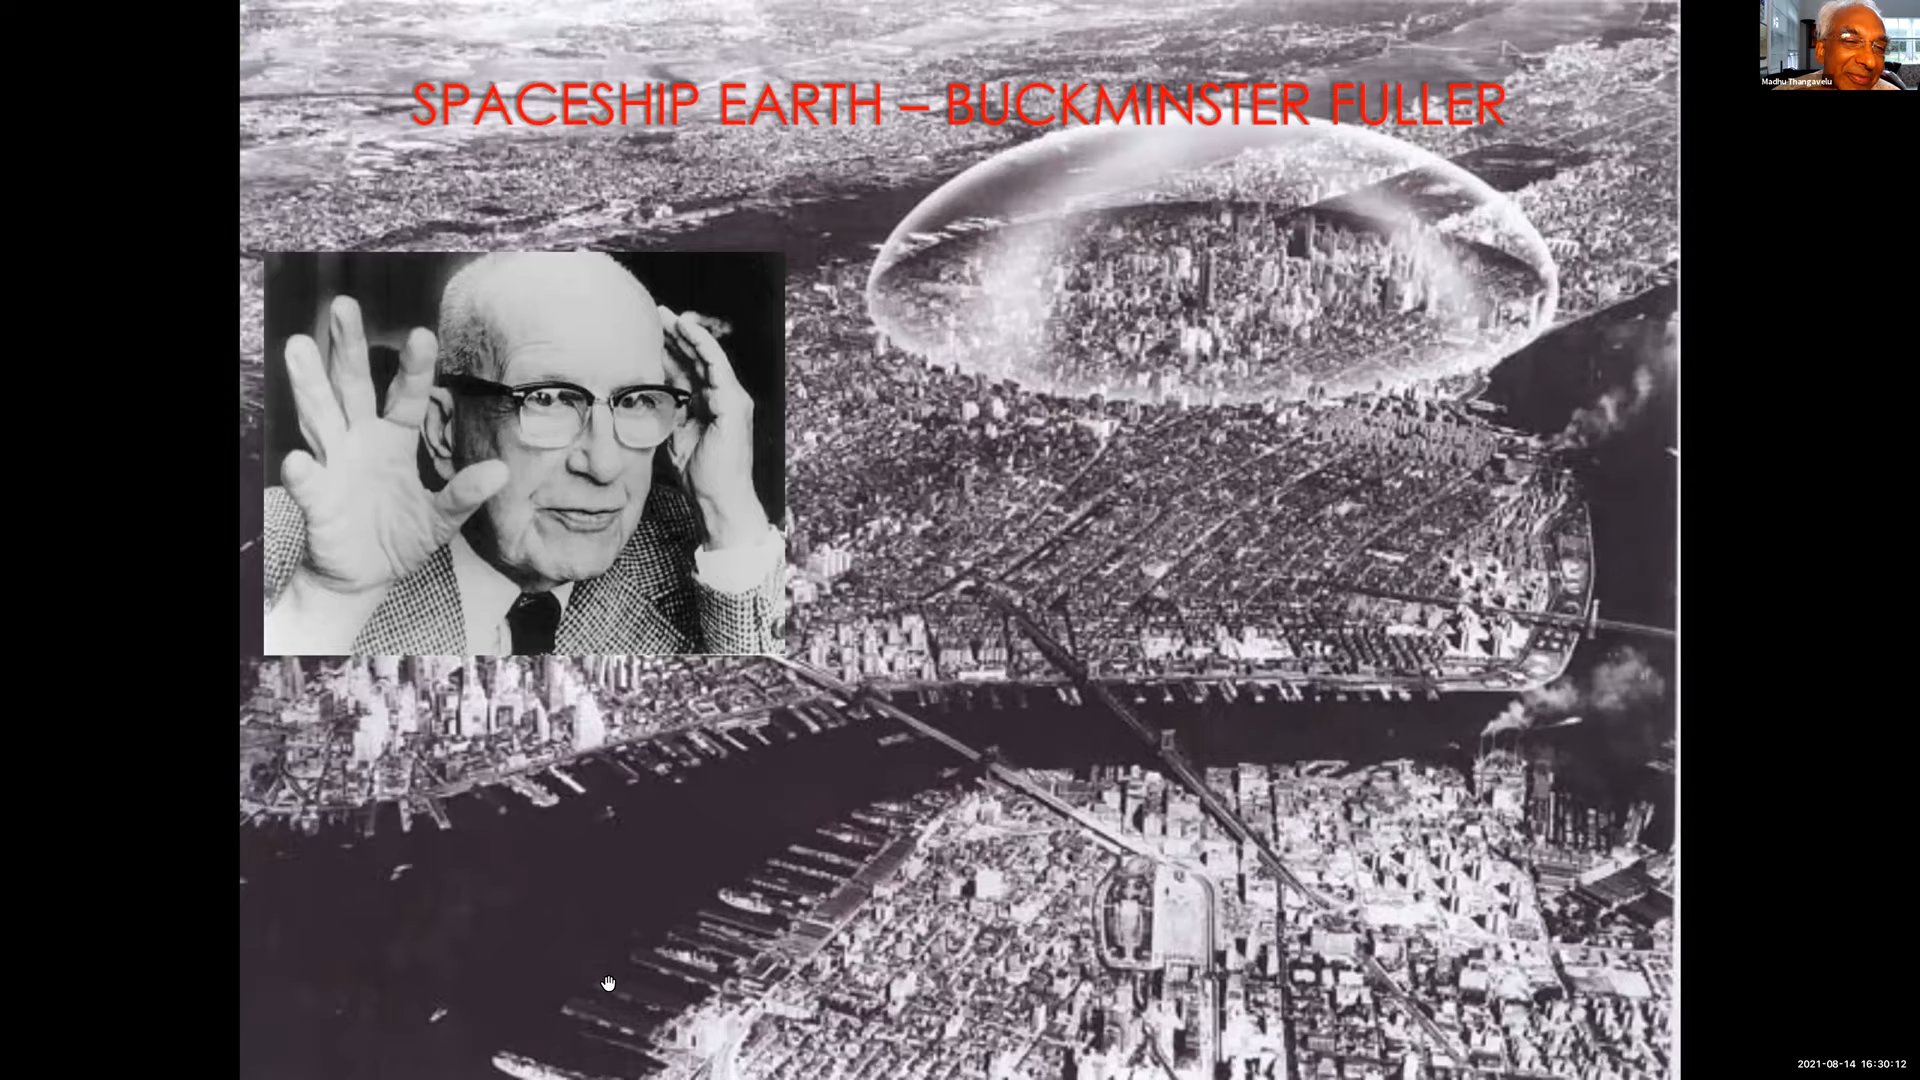 SPACESHIP EARTH – BUCKMINSTER FULLER
Madhu Thangavelu
2021-08-14 16:30:12